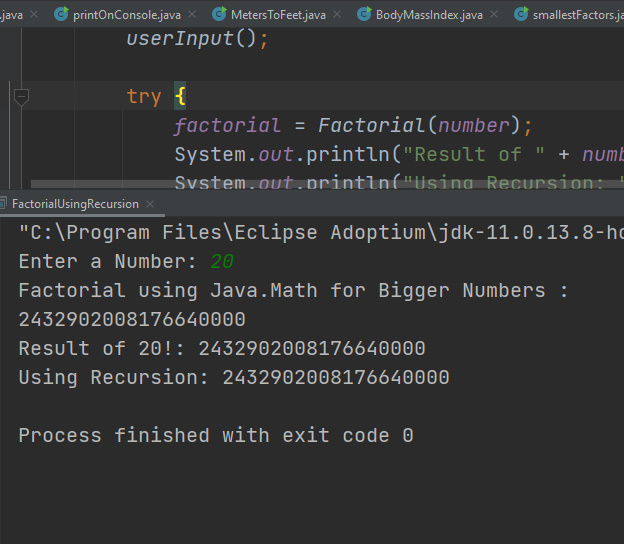 .java printOnConsole.java MetersToFeet.java BodyMassIndex.java smallestFactors.ja
userInput();
try {
factorial = Factorial(number);
System.out.println("Result of " + numb
System.out.println("Using Recursion: "
FactorialUsingRecursion
"C:\Program Files\Eclipse Adoptium\jdk-11.0.13.8-ho
Enter a Number: 20
Factorial using Java.Math for Bigger Numbers :
2432902008176640000
Result of 20!: 2432902008176640000
Using Recursion: 2432902008176640000
Process finished with exit code 0